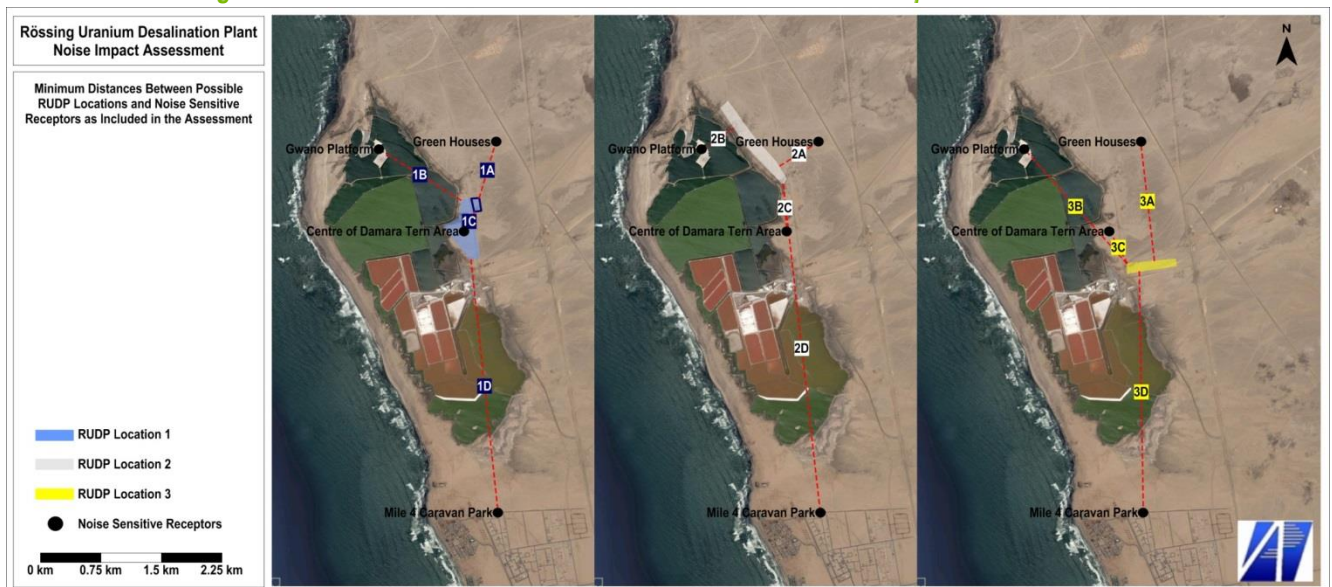 Rössing Uranium Desalination Plant
Noise Impact Assessment
Minimum Distances Between Possible
RUDP Locations and Noise Sensitive
Receptors as Included in the Assessment
RUDP Location 1
RUDP Location 2
RUDP Location 3
Noise Sensitive Receptors
0 km 0.75 km 1.5 km 2.25 km
Green Houses
Gwano Platform
1A
1B
1C
Centre of Damara Tern Area
1D
Mile 4 Caravan Park
2B
Green Houses
Gwano Platform
2A
2C
Centre of Damara Tern Area
2D
Mile 4 Caravan Park
N
Green Houses
Gwano Platform
3A
3B
Centre of Damara Tern Area
3C
3D
Mile 4 Caravan Park